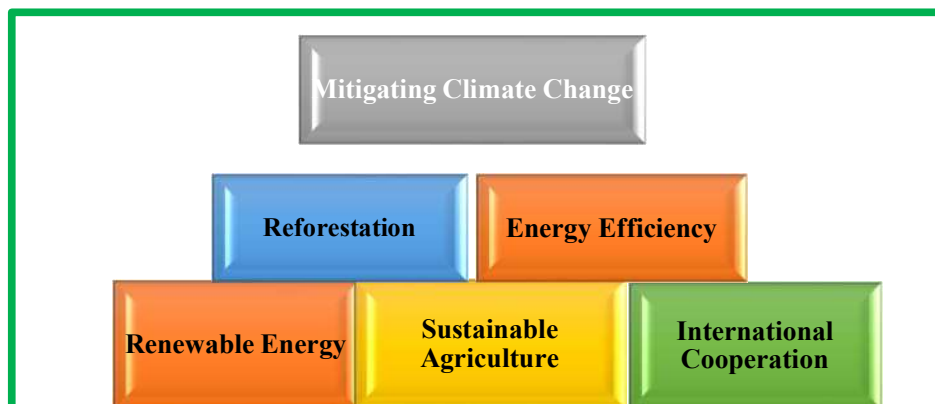 Mitigating Climate Change
Reforestation
Energy Efficiency
Renewable Energy
Sustainable
Agriculture
International
Cooperation